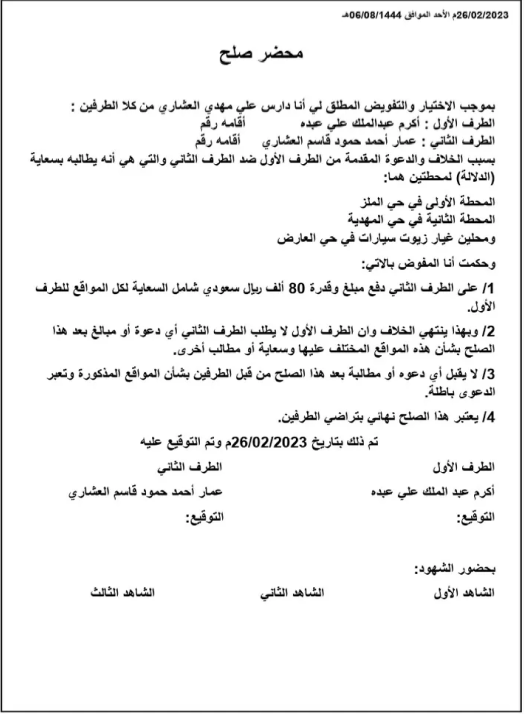 26/02/2023م الأحد الموافق 06/08/1444هـ
محضر صلح
بموجب الاختيار والتفويض المطلق لي أنا دارس علي مهدي العشاري من كلا الطرفين :
الطرف الأول : أكرم عبدالملك علي عبده أقامه رقم
الطرف الثاني : عمار أحمد حمود قاسم العشاري أقامه رقم
بسبب الخلاف والدعوة المقدمة من الطرف الأول ضد الطرف الثاني والتي هي أنه يطالبه بسعاية
(الدلالة) لمحطتين هما:
المحطة الأولى في حي الملز
المحطة الثانية في حي المهدية
ومحلين غيار زيوت سيارات في حي العارض
وحكمت أنا المفوض بالاتي:
1/ على الطرف الثاني دفع مبلغ وقدرة 80 ألف ريال سعودي شامل السعاية لكل المواقع للطرف
الأول.
2/ وبهذا ينتهي الخلاف وان الطرف الأول لا يطلب الطرف الثاني أي دعوة أو مبالغ بعد هذا
الصلح بشأن هذه المواقع المختلف عليها وسعاية أو مطالب أخرى.
3/ لا يقبل أي دعوه أو مطالبة بعد هذا الصلح من قبل الطرفين بشأن المواقع المذكورة وتعبر
الدعوى باطلة.
4/ يعتبر هذا الصلح نهائي بتراضي الطرفين.
تم ذلك بتاريخ 26/02/2023م وتم التوقيع عليه
الطرف الأول الطرف الثاني
أكرم عبد الملك علي عبده عمار أحمد حمود قاسم العشاري
التوقيع: التوقيع:
بحضور الشهود:
الشاهد الأول الشاهد الثاني الشاهد الثالث